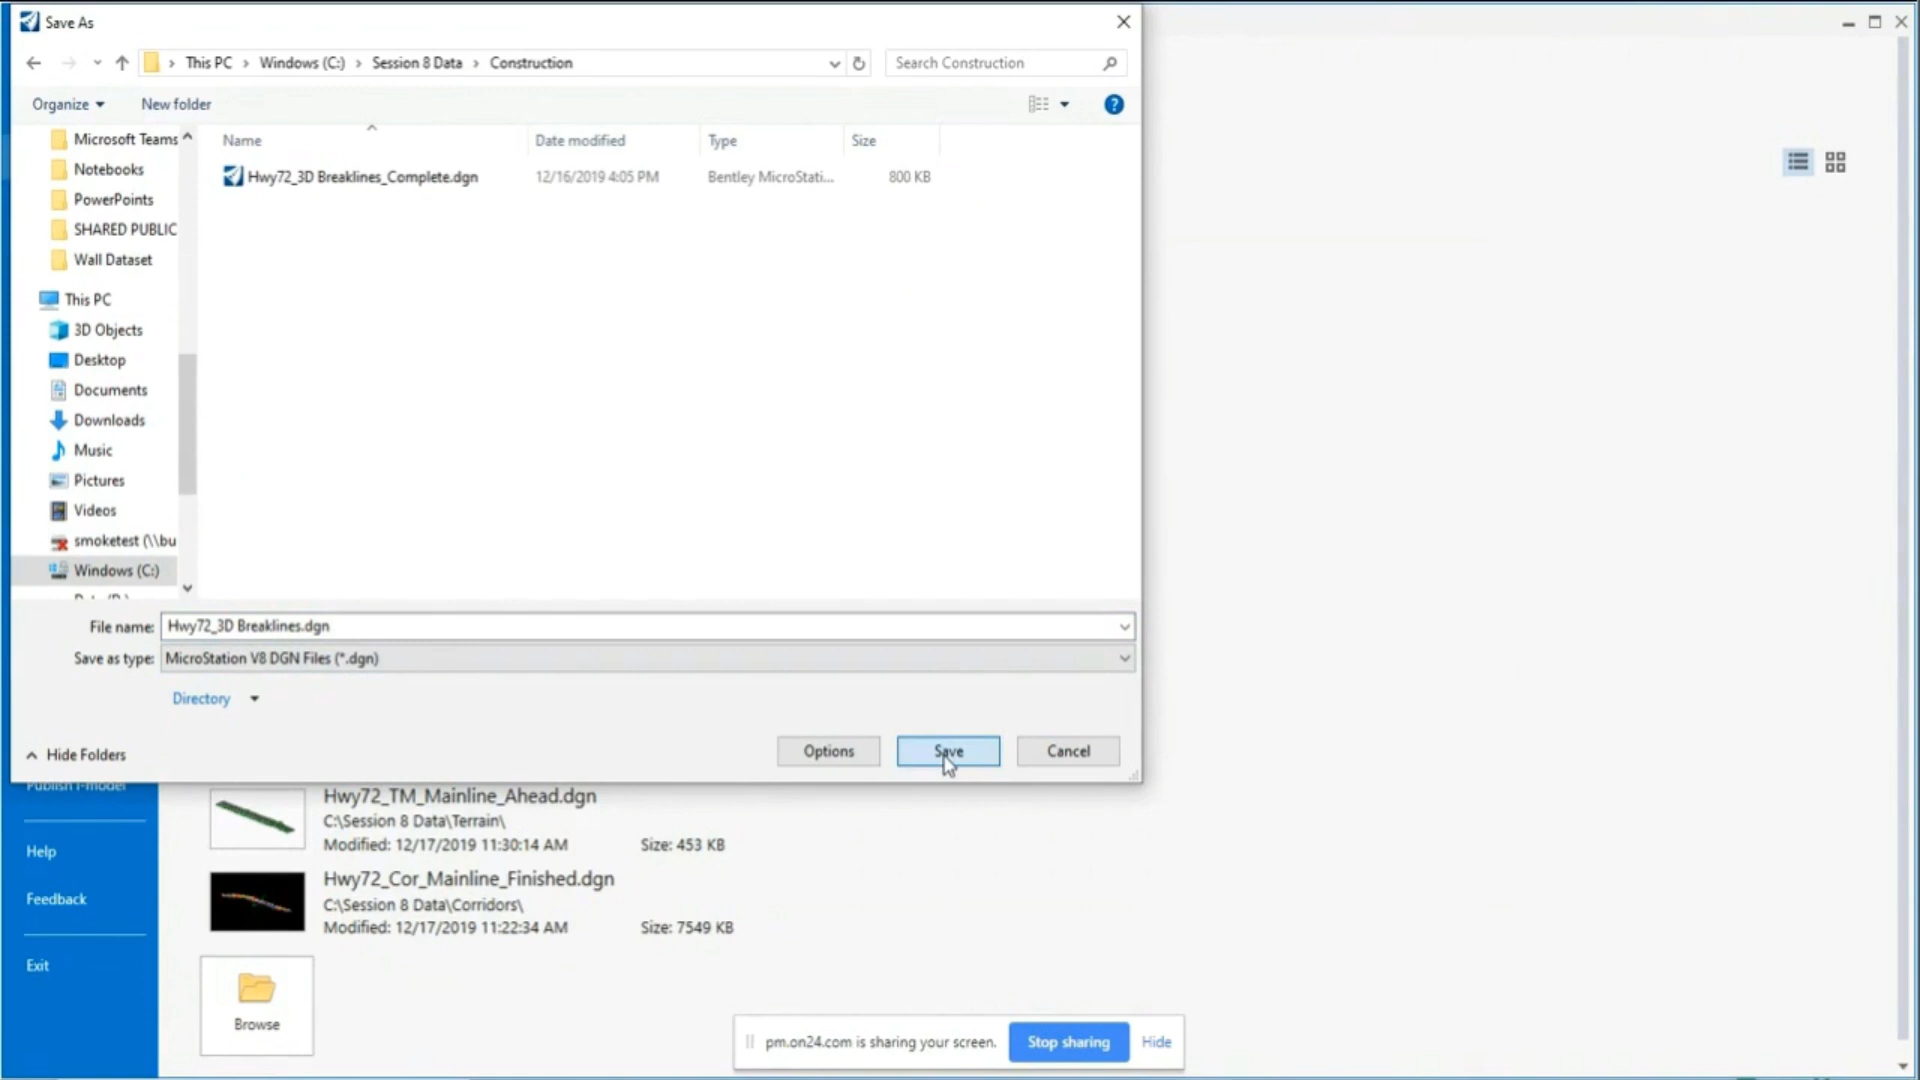 Save As
This PC > Windows (C:) > Session 8 Data > Construction
Search Construction
Organize
New folder
?
Name
Date modified
Type
Size
Hwy72_3D Breaklines_Complete.dgn
12/16/2019 4:05 PM
Bentley MicroStati...
800 KB
Microsoft Teams
Notebooks
PowerPoints
SHARED PUBLIC
Wall Dataset
This PC
3D Objects
Desktop
Documents
Downloads
Music
Pictures
Videos
smoketest (\\bu
Windows (C:)
File name:
Hwy72_3D Breaklines.dgn
Save as type:
MicroStation V8 DGN Files (*.dgn)
Directory
Hide Folders
Options
Save
Cancel
Publish i-model
Help
Feedback
Exit
Hwy72_TM_Mainline_Ahead.dgn
C:\Session 8 Data\Terrain\
Modified: 12/17/2019 11:30:14 AM
Size: 453 KB
Hwy72_Cor_Mainline_Finished.dgn
C:\Session 8 Data\Corridors\
Modified: 12/17/2019 11:22:34 AM
Size: 7549 KB
Browse
pm.on24.com is sharing your screen.
Stop sharing
Hide